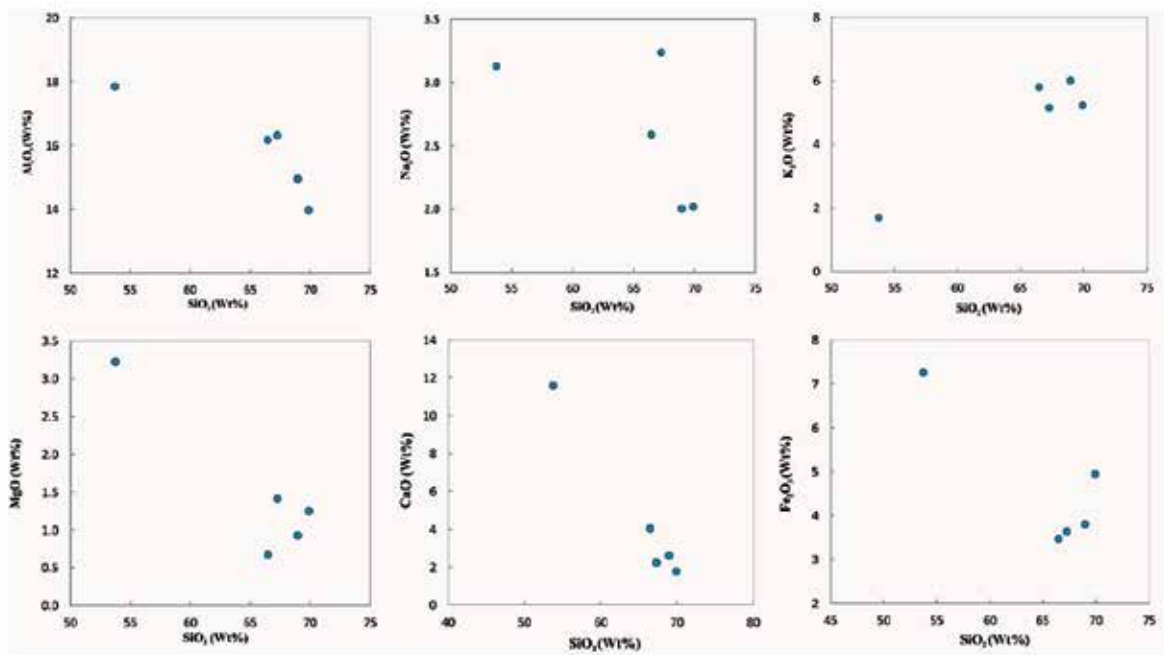 Al₂O₃(Wt%)
20
18
16
14
12
50 55 60 65 70 75
SiO₂(Wt%)
Na₂O (Wt%)
3.5
3.0
2.5
2.0
1.5
50 55 60 65 70 75
SiO₂(Wt%)
K₂O (Wt%)
8
6
4
2
0
50 55 60 65 70 75
SiO₂(Wt%)
MgO (Wt%)
3.5
3.0
2.5
2.0
1.5
1.0
0.5
0.0
50 55 60 65 70 75
SiO₂(Wt%)
CaO (Wt%)
14
12
10
8
6
4
2
0
40 50 60 70 80
SiO₂(Wt%)
Fe₂O₃(Wt%)
8
7
6
5
4
3
2
45 50 55 60 65 70 75
SiO₂(Wt%)